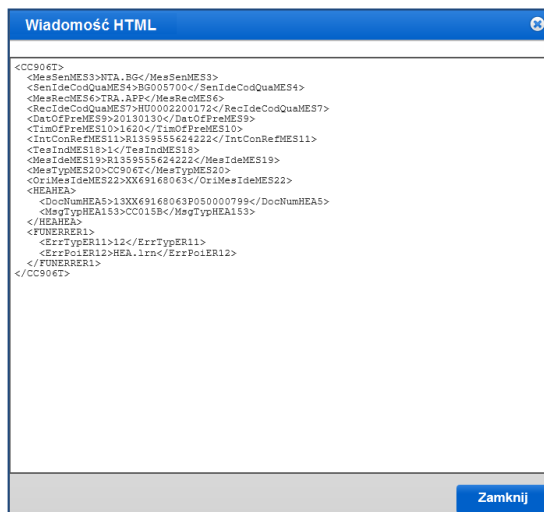 Wiadomość HTML
<CC906T>
<MesSenMES3>NTA.BG</MesSenMES3>
<SenIdeCodQuaMES4>BG005700</SenIdeCodQuaMES4>
<MesRecMES6>TRA.APP</MesRecMES6>
<RecIdeCodQuaMES7>HU0002200172</RecIdeCodQuaMES7>
<DatOfPreMES9>20130130</DatOfPreMES9>
<TimOfPreMES10>1620</TimOfPreMES10>
<IntConRefMES11>R1359555624222</IntConRefMES11>
<TesIndMES18>1</TesIndMES18>
<MesIdeMES19>R1359555624222</MesIdeMES19>
<MesTypMES20>CC906T</MesTypMES20>
<OriMesIdeMES22>XX69168063</OriMesIdeMES22>
<HEAHEA>
<DocNumHEA5>13XX69168063P050000799</DocNumHEA5>
<MsgTypHEA153>CC015B</MsgTypHEA153>
</HEAHEA>
<FUNERRER1>
<ErrTypER11>12</ErrTypER11>
<ErrPoiER12>HEA.lrn</ErrPoiER12>
</FUNERRER1>
</CC906T>
Zamknij